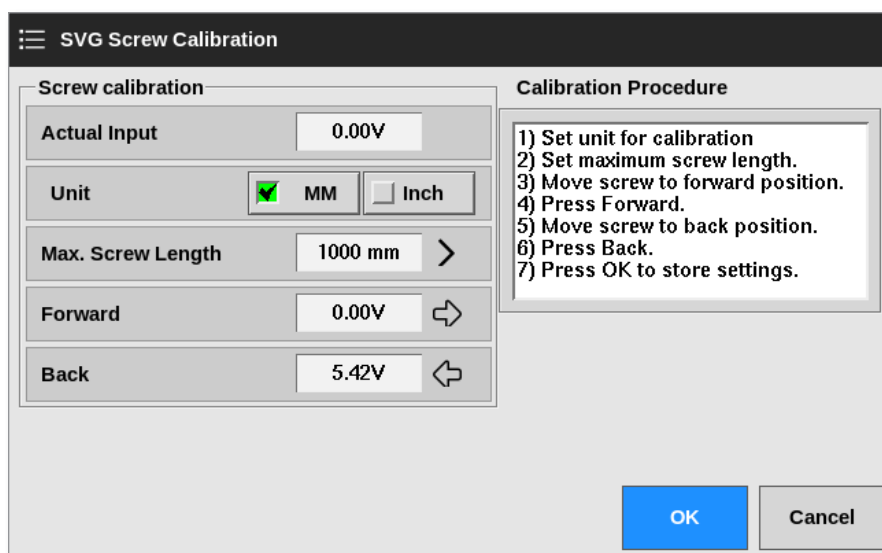 SVG Screw Calibration
Screw calibration
Actual Input 0.00V
Unit MM Inch
Max. Screw Length 1000 mm
Forward 0.00V
Back 5.42V
Calibration Procedure
1) Set unit for calibration
2) Set maximum screw length.
3) Move screw to forward position.
4) Press Forward.
5) Move screw to back position.
6) Press Back.
7) Press OK to store settings.
OK Cancel